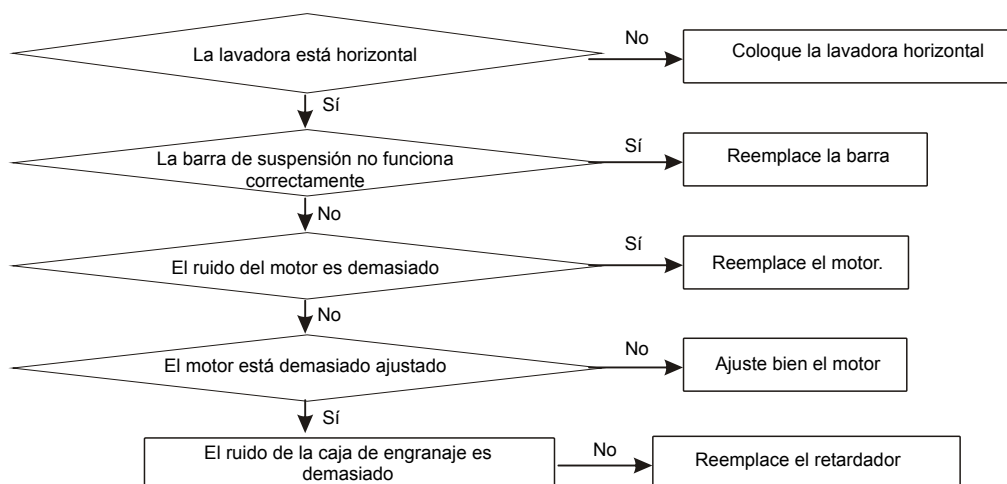 La lavadora está horizontal
No
Coloque la lavadora horizontal
Sí
La barra de suspensión no funciona
correctamente
Sí
Reemplace la barra
No
El ruido del motor es demasiado
Sí
Reemplace el motor.
No
El motor está demasiado ajustado
No
Ajuste bien el motor
Sí
El ruido de la caja de engranaje es
demasiado
No
Reemplace el retardador